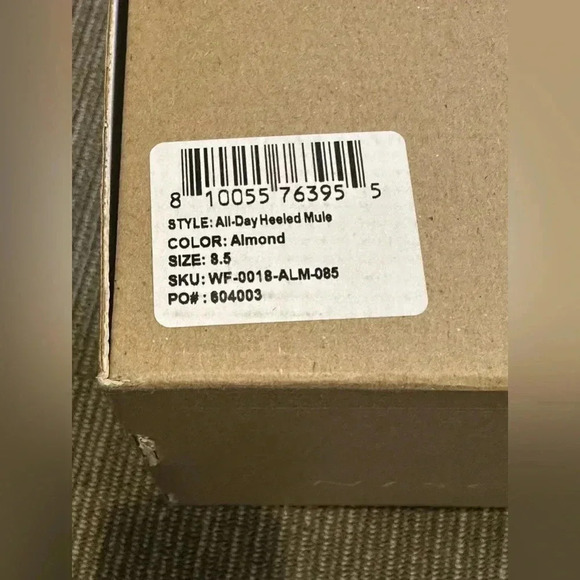 8 10055 76395 5
STYLE: All-Day Heeled Mule
COLOR: Almond
SIZE: 8.5
SKU: WF-0018-ALM-085
PO# : 604003